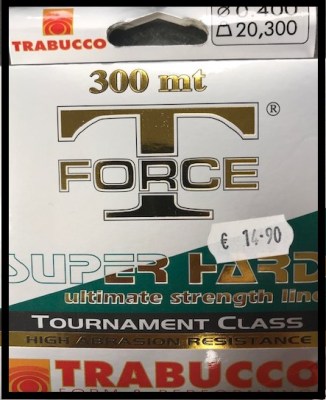 Ø 0.400
TRABUCCO
20,300
300 mt
T
FORCE ®
€ 14-90
SUPER HARD
ultimate strength line
TOURNAMENT CLASS
HIGH ABRASION RESISTANCE
TRABUCCO